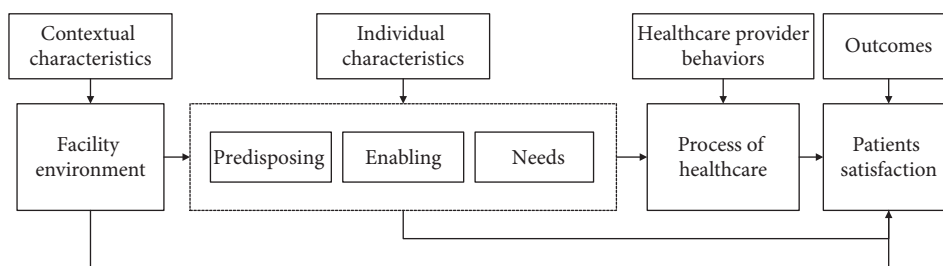 Contextual
characteristics
Individual
characteristics
Healthcare provider
behaviors
Outcomes
Facility
environment
Predisposing
Enabling
Needs
Process of
healthcare
Patients
satisfaction